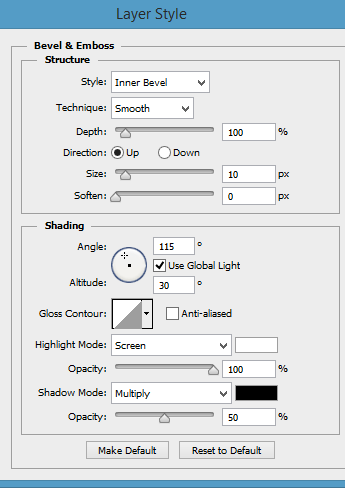 Layer Style
Bevel & Emboss
Structure
Style: Inner Bevel
Technique: Smooth
Depth: 100 %
Direction: Up Down
Size: 10 px
Soften: 0 px
Shading
Angle: 115 °
Use Global Light
Altitude: 30 °
Gloss Contour: Anti-aliased
Highlight Mode: Screen
Opacity: 100 %
Shadow Mode: Multiply
Opacity: 50 %
Make Default Reset to Default